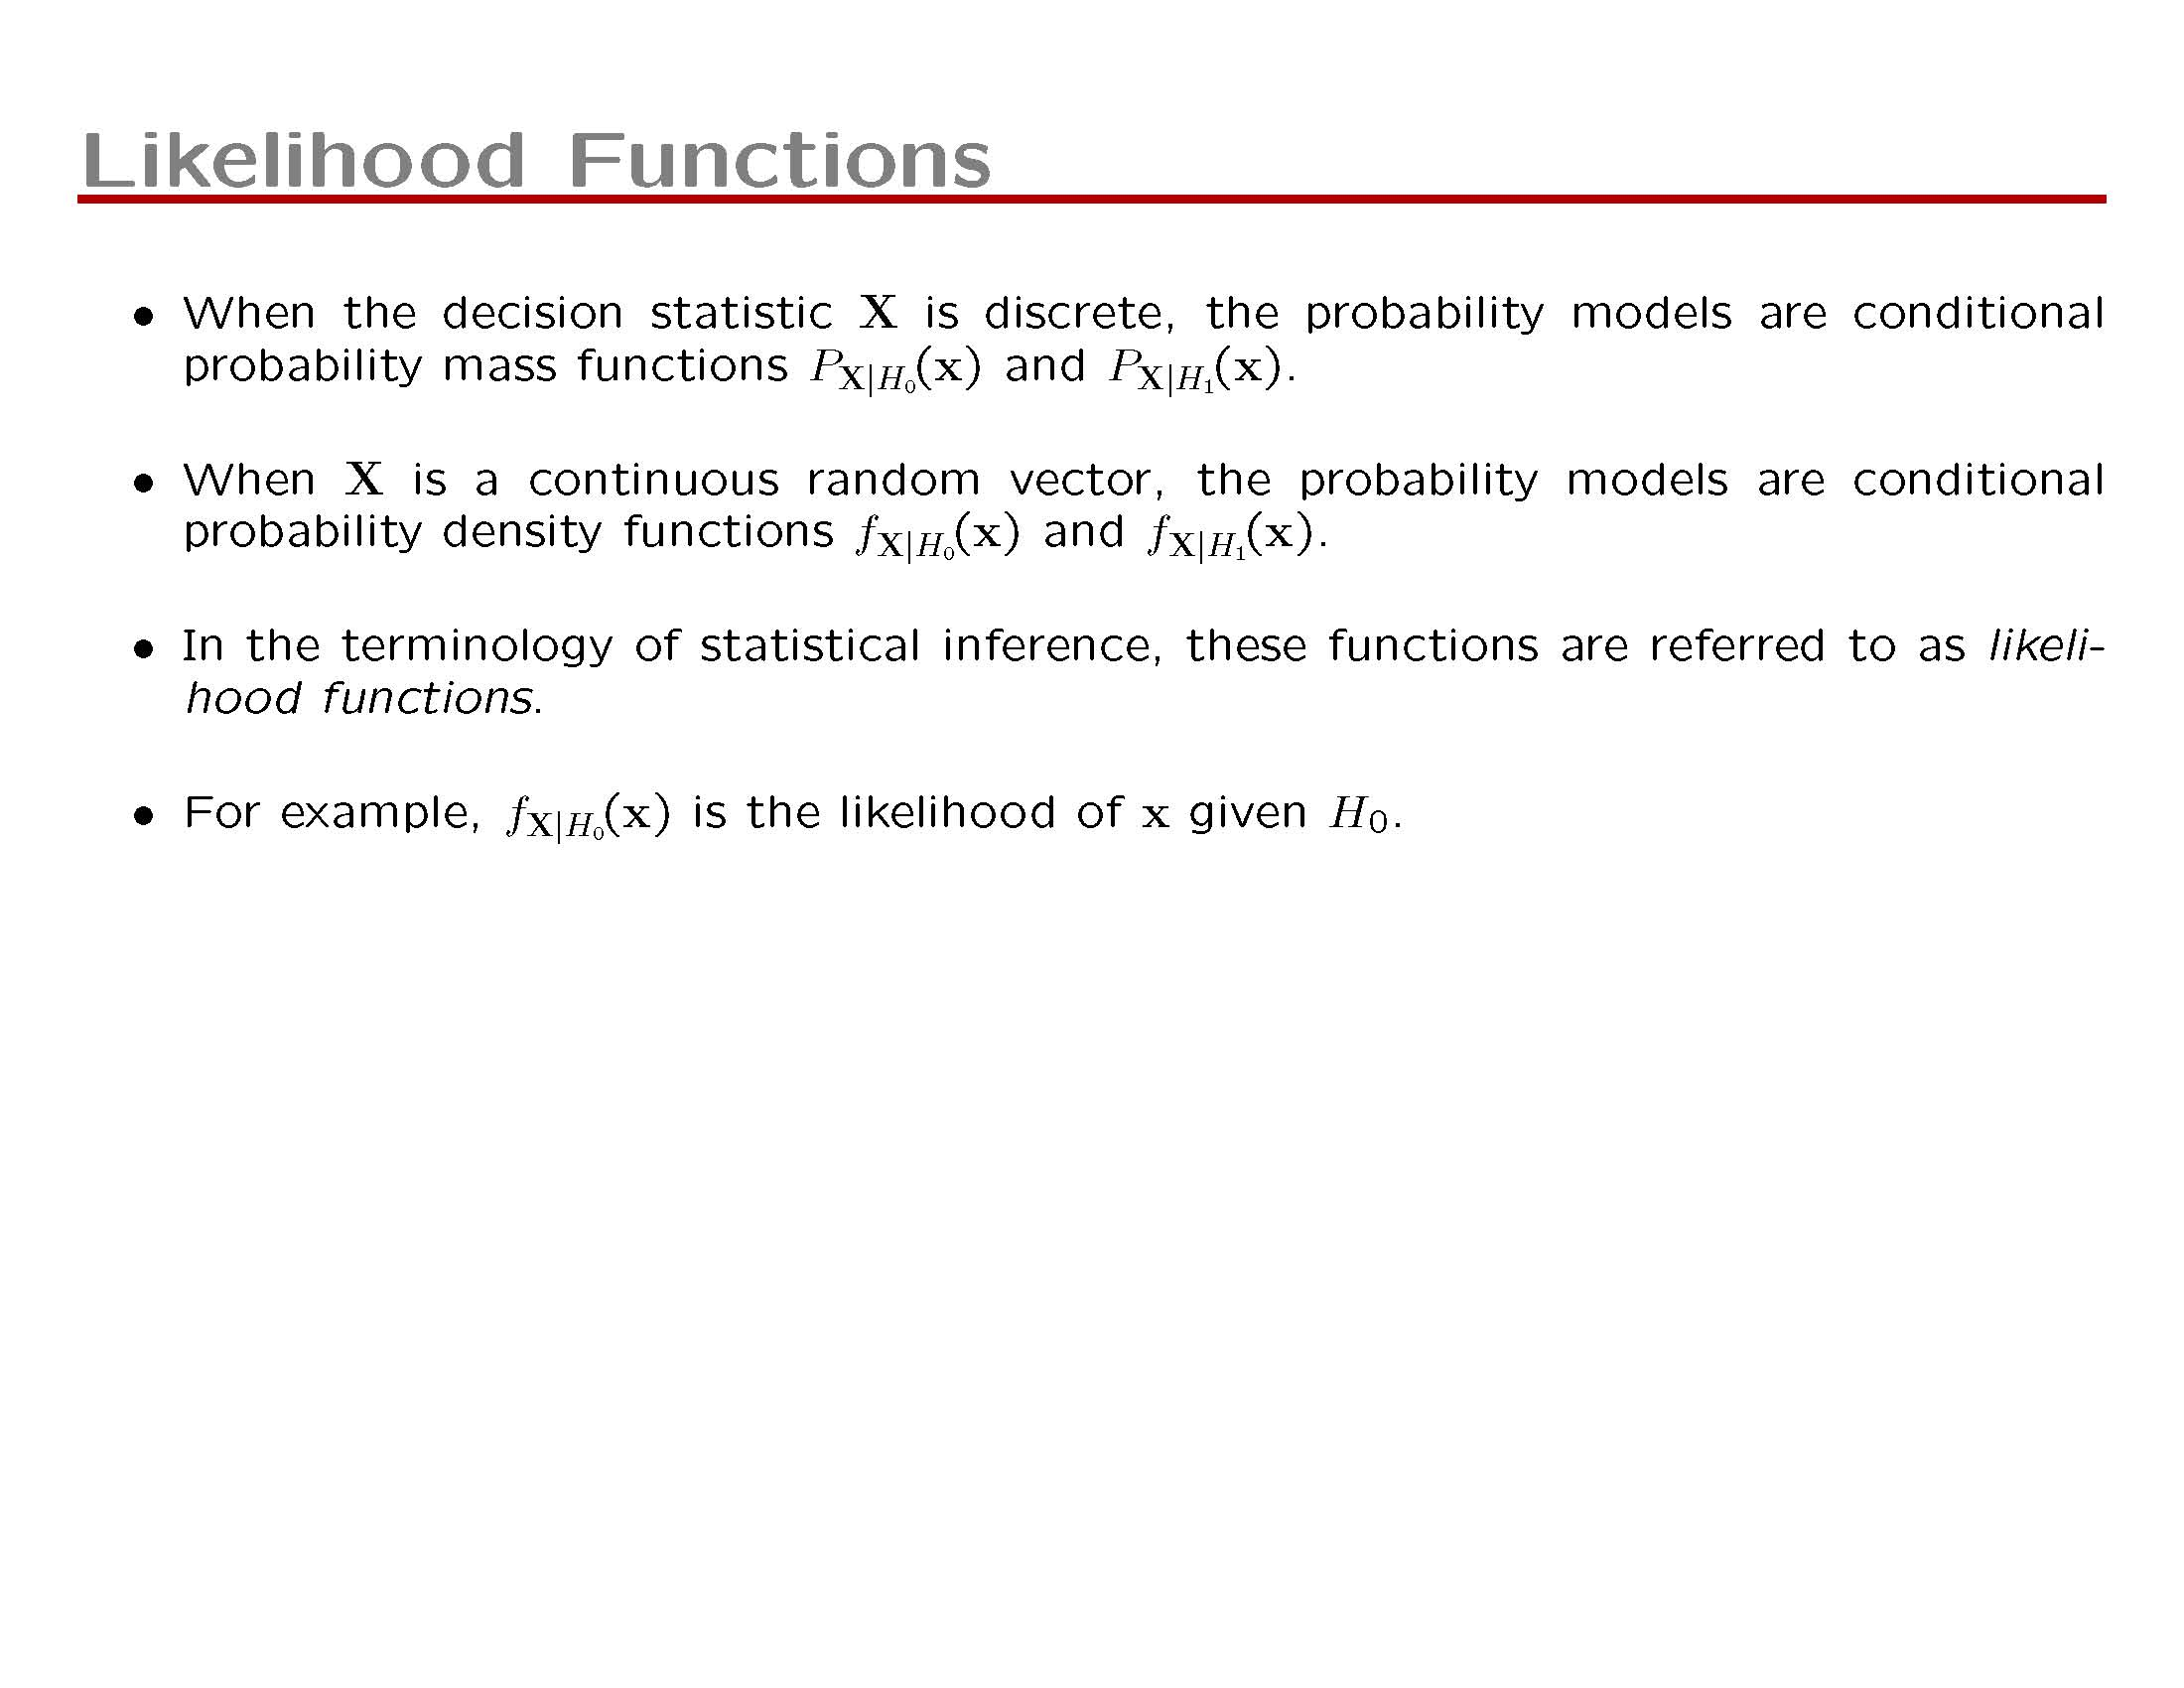 Likelihood Functions
• When the decision statistic X is discrete, the probability models are conditional
probability mass functions P_{X|H_0}(x) and P_{X|H_1}(x).
• When X is a continuous random vector, the probability models are conditional
probability density functions f_{X|H_0}(x) and f_{X|H_1}(x).
• In the terminology of statistical inference, these functions are referred to as likeli-
hood functions.
• For example, f_{X|H_0}(x) is the likelihood of x given H_0.